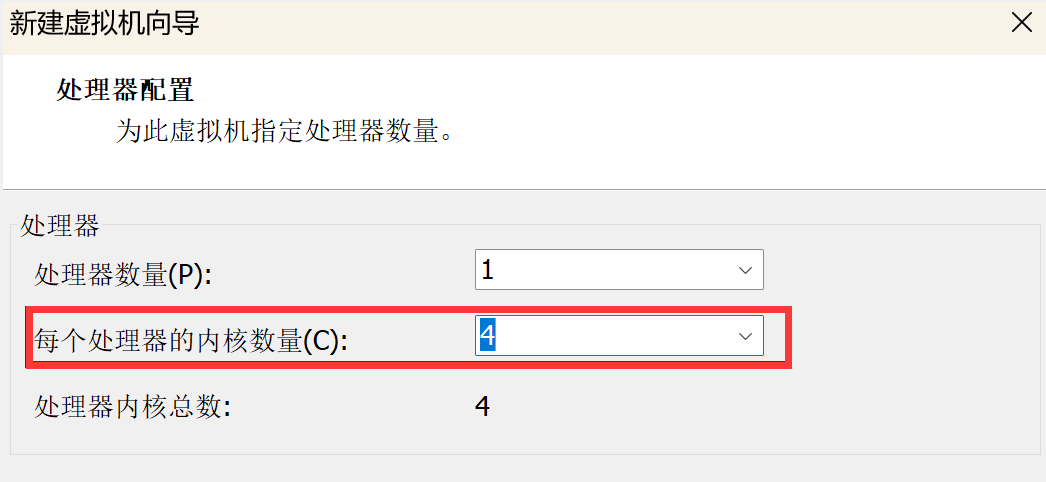 新建虚拟机向导
处理器配置
为此虚拟机指定处理器数量。
处理器
处理器数量(P): 1
每个处理器的内核数量(C): 4
处理器内核总数: 4